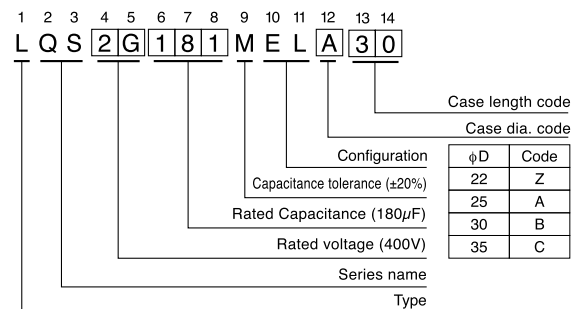 1 2 3 4 5 6 7 8 9 10 11 12 13 14
L Q S 2 G 1 8 1 M E L A 3 0
Case length code
Case dia. code
Configuration
Capacitance tolerance (±20%)
Rated Capacitance (180µF)
Rated voltage (400V)
Series name
Type
ϕD Code
22 Z
25 A
30 B
35 C